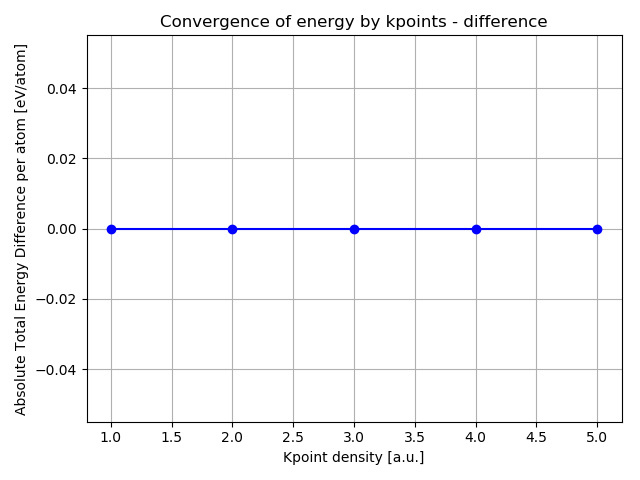 Convergence of energy by kpoints - difference
Absolute Total Energy Difference per atom [eV/atom]
0.04
0.02
0.00
−0.02
−0.04
1.0 1.5 2.0 2.5 3.0 3.5 4.0 4.5 5.0
Kpoint density [a.u.]